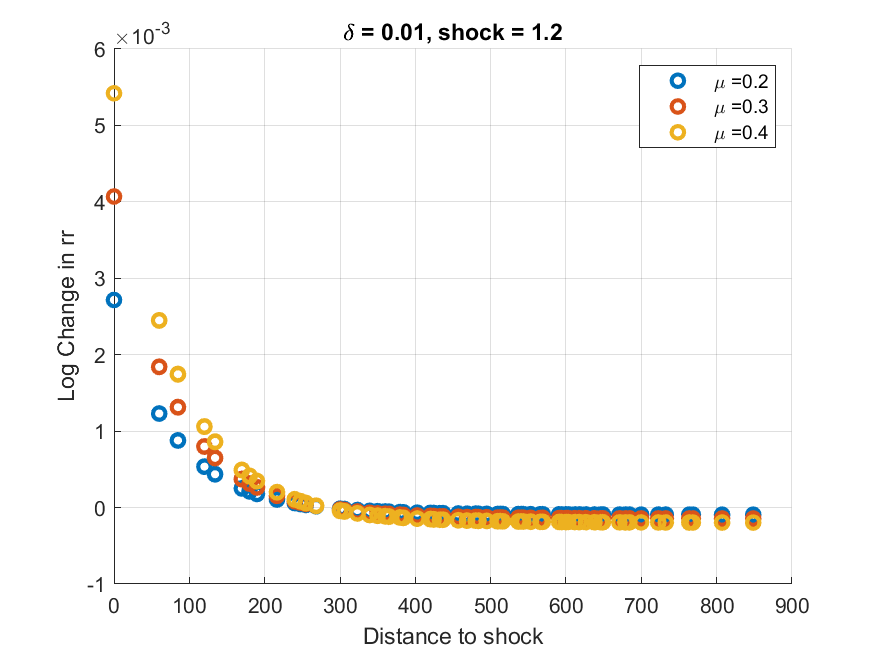 δ = 0.01, shock = 1.2
×10-3
6
5
4
3
2
1
0
-1
Log Change in rr
μ =0.2
μ =0.3
μ =0.4
0 100 200 300 400 500 600 700 800 900
Distance to shock